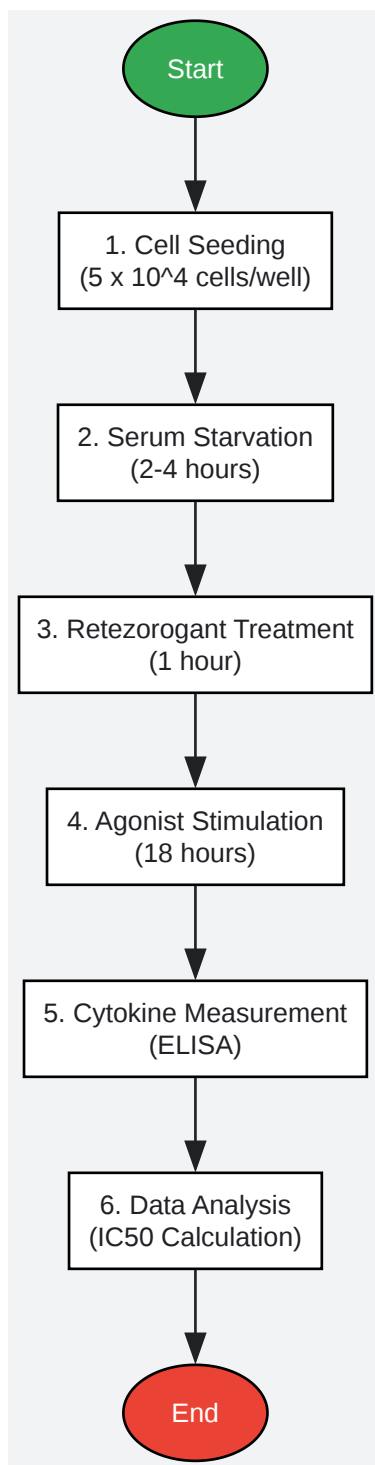 Start
1. Cell Seeding
(5 x 10^4 cells/well)
2. Serum Starvation
(2-4 hours)
3. Retezorogant Treatment
(1 hour)
4. Agonist Stimulation
(18 hours)
5. Cytokine Measurement
(ELISA)
6. Data Analysis
(IC50 Calculation)
End